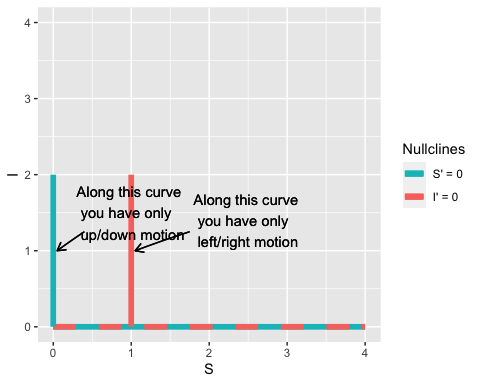 4
3
2
1
0
I
0
1
2
3
4
S
Along this curve
you have only
up/down motion
Along this curve
you have only
left/right motion
Nullclines
S' = 0
I' = 0